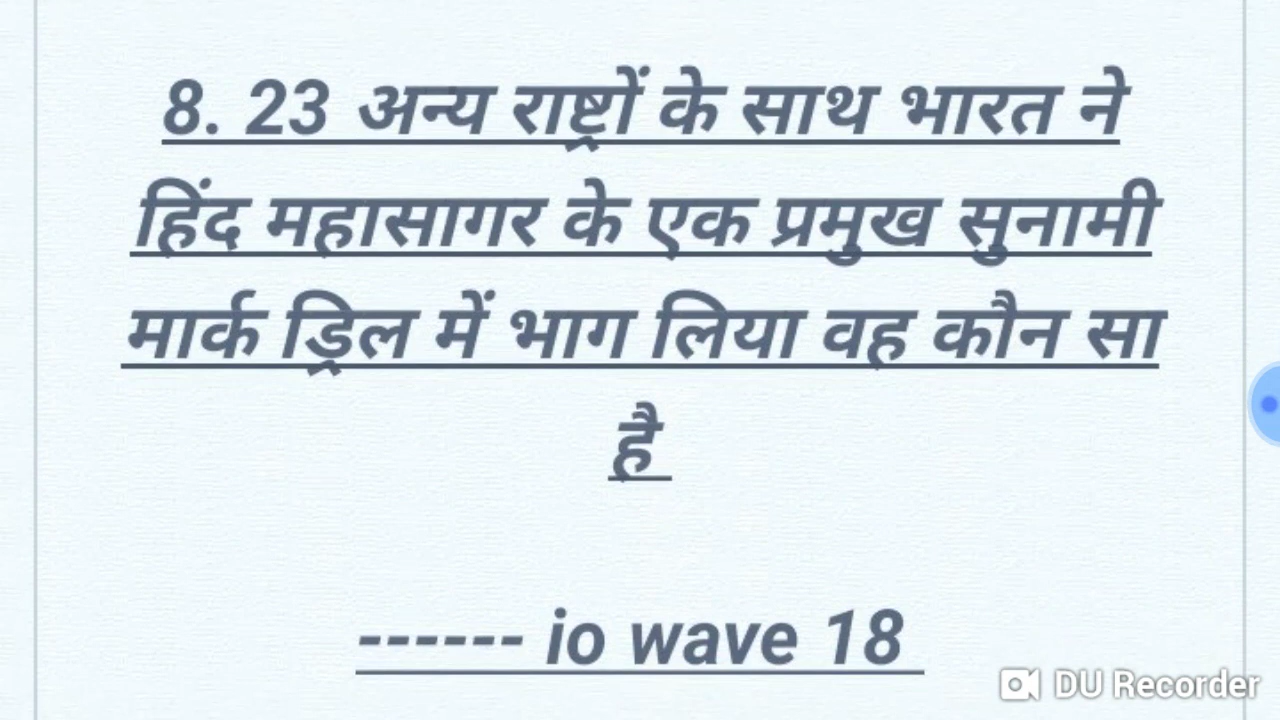 8. 23 अन्य राष्ट्रों के साथ भारत ने
हिंद महासागर के एक प्रमुख सुनामी
मार्क ड्रिल में भाग लिया वह कौन सा
है
------ io wave 18
DU Recorder